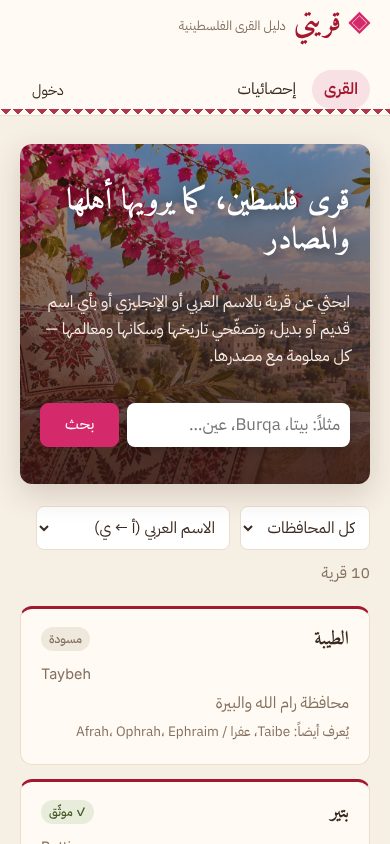 قريتي دليل القرى الفلسطينية
القرى إحصائيات دخول
قرى فلسطين، كما يرويها أهلها
والمصادر
ابحثي عن قرية بالاسم العربي أو الإنجليزي أو بأي اسم
قديم أو بديل، وتصفّحي تاريخها وسكانها ومعالمها —
كل معلومة مع مصدرها.
مثلاً: بيتا، Burqa، عين... بحث
كل المحافظات الاسم العربي (أ ← ي)
10 قرية
الطيبة مسودة
Taybeh
محافظة رام الله والبيرة
يُعرف أيضاً: Taibe، عفرا / Afrah، Ophrah، Ephraim
بتير ✓ موثّق